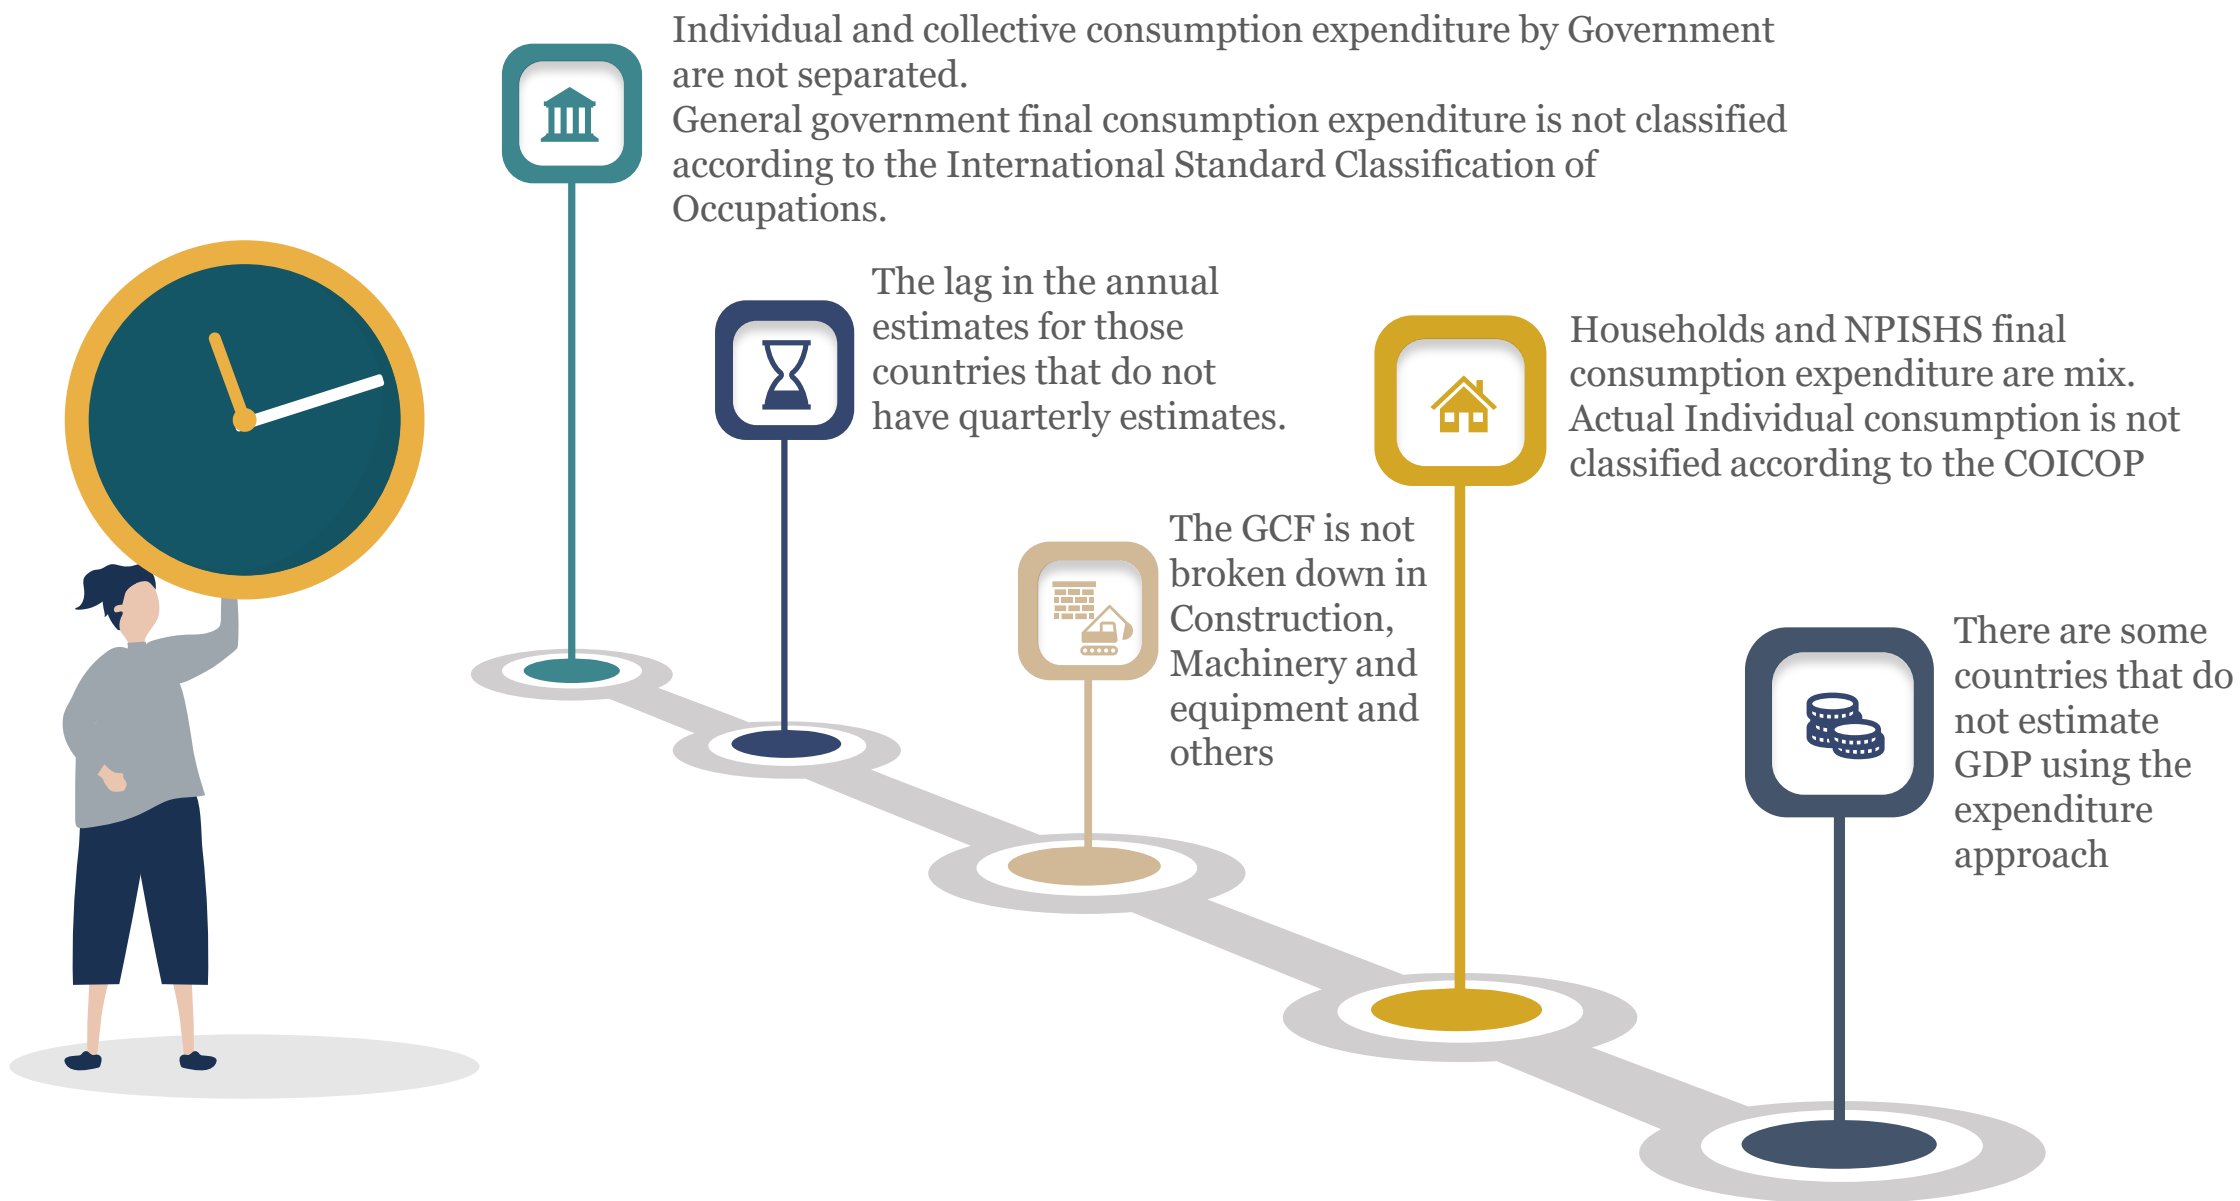 Individual and collective consumption expenditure by Government
are not separated.
General government final consumption expenditure is not classified
according to the International Standard Classification of
Occupations.
The lag in the annual
estimates for those
countries that do not
have quarterly estimates.
The GCF is not
broken down in
Construction,
Machinery and
equipment and
others
Households and NPISHS final
consumption expenditure are mix.
Actual Individual consumption is not
classified according to the COICOP
There are some
countries that do
not estimate
GDP using the
expenditure
approach